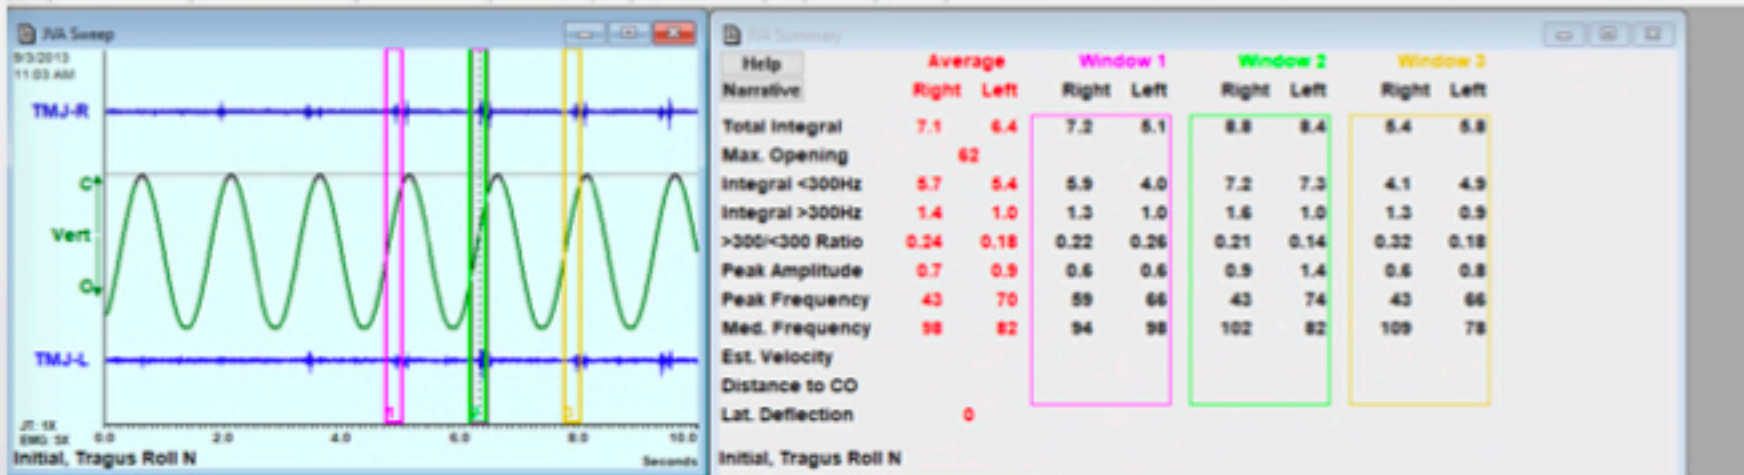 JVA Sweep
9/3/2013
11:03 AM
TMJ-R
C
Vert
O
TMJ-L
1
2
3
JT: 1X
EMG: 5X
0.0 2.0 4.0 6.0 8.0 10.0
Initial, Tragus Roll N Seconds
JVA Summary
Help Average Window 1 Window 2 Window 3
Narrative Right Left Right Left Right Left Right Left
Total Integral 7.1 6.4 7.2 5.1 8.8 8.4 5.4 5.8
Max. Opening 62
Integral <300Hz 5.7 5.4 5.9 4.0 7.2 7.3 4.1 4.9
Integral >300Hz 1.4 1.0 1.3 1.0 1.6 1.0 1.3 0.9
>300/<300 Ratio 0.24 0.18 0.22 0.26 0.21 0.14 0.32 0.18
Peak Amplitude 0.7 0.9 0.6 0.6 0.9 1.4 0.6 0.8
Peak Frequency 43 70 59 66 43 74 43 66
Med. Frequency 98 82 94 98 102 82 109 78
Est. Velocity
Distance to CO
Lat. Deflection 0
Initial, Tragus Roll N